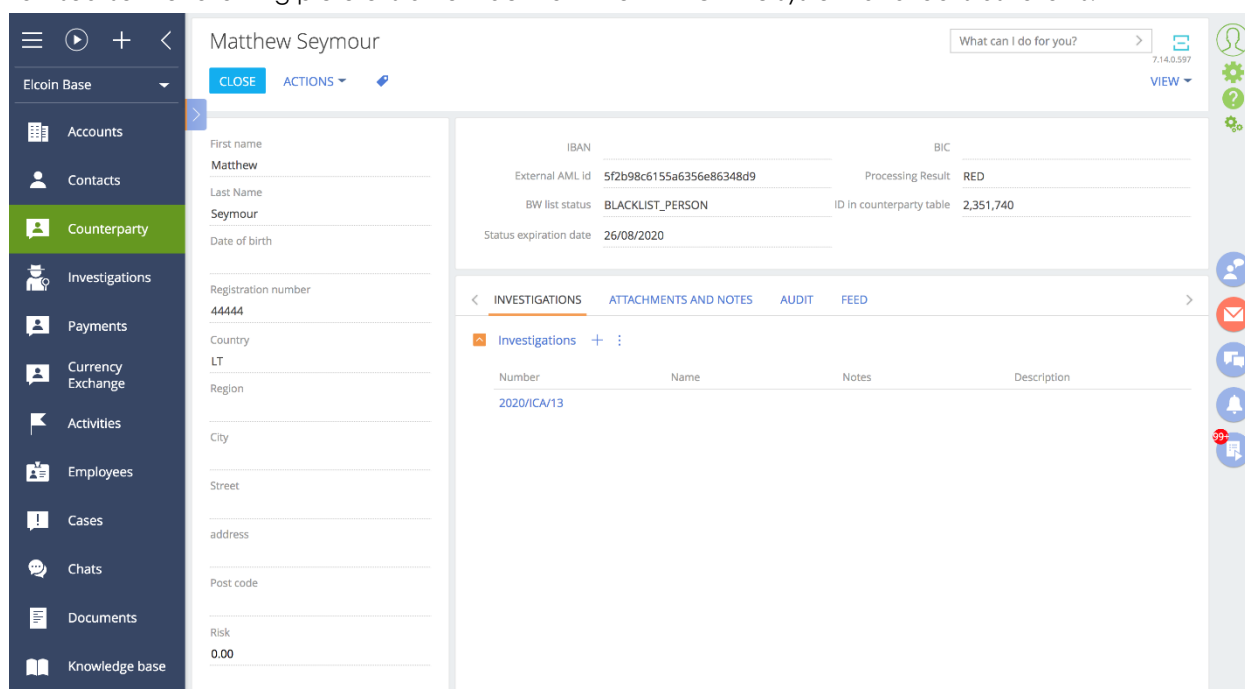 Matthew Seymour
What can I do for you?
7.14.0.597
CLOSE ACTIONS
VIEW
Elcoin Base
Accounts
Contacts
Counterparty
Investigations
Payments
Currency
Exchange
Activities
Employees
Cases
Chats
Documents
Knowledge base
First name
Matthew
Last Name
Seymour
Date of birth
Registration number
44444
Country
LT
Region
City
Street
address
Post code
Risk
0.00
IBAN
BIC
External AML id 5f2b98c6155a6356e86348d9
Processing Result RED
BW list status BLACKLIST_PERSON
ID in counterparty table 2,351,740
Status expiration date 26/08/2020
INVESTIGATIONS ATTACHMENTS AND NOTES AUDIT FEED
Investigations
Number Name Notes Description
2020/ICA/13
99+